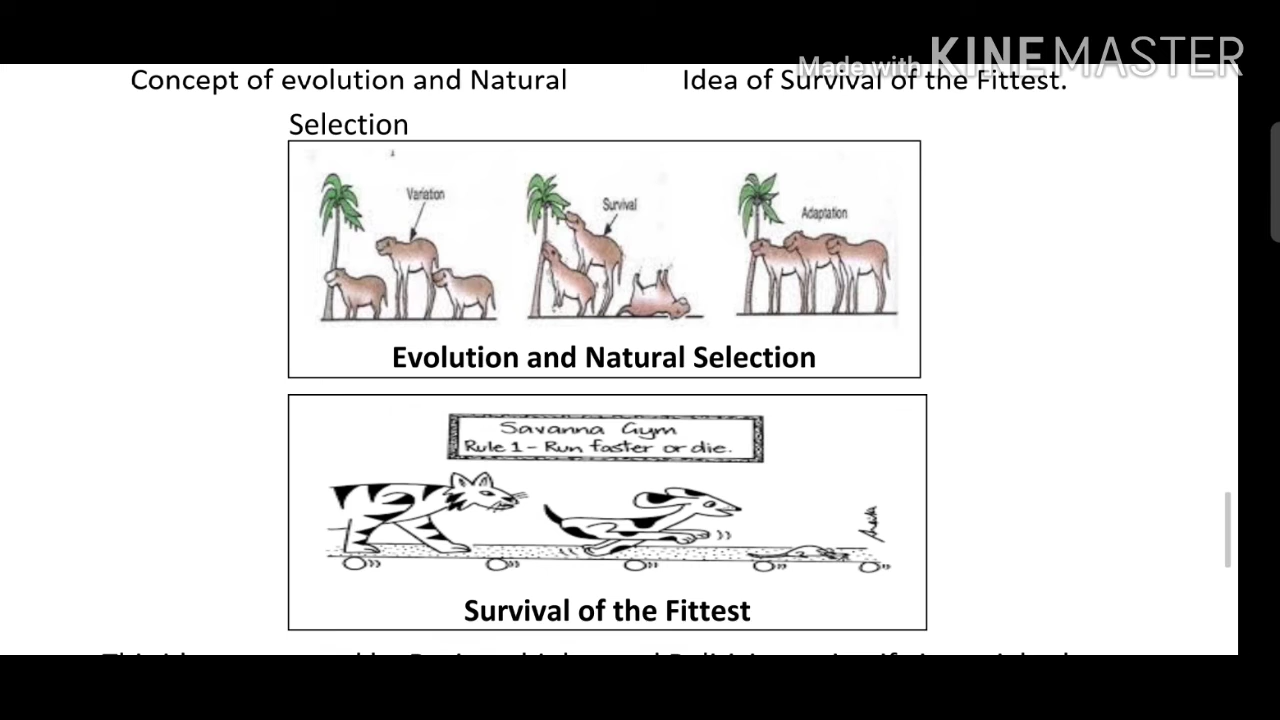 Made with KINEMASTER
Concept of evolution and Natural Idea of Survival of the Fittest.
Selection
Variation
Survival
Adaptation
Evolution and Natural Selection
Savanna Gym
Rule 1 - Run faster or die.
Survival of the Fittest